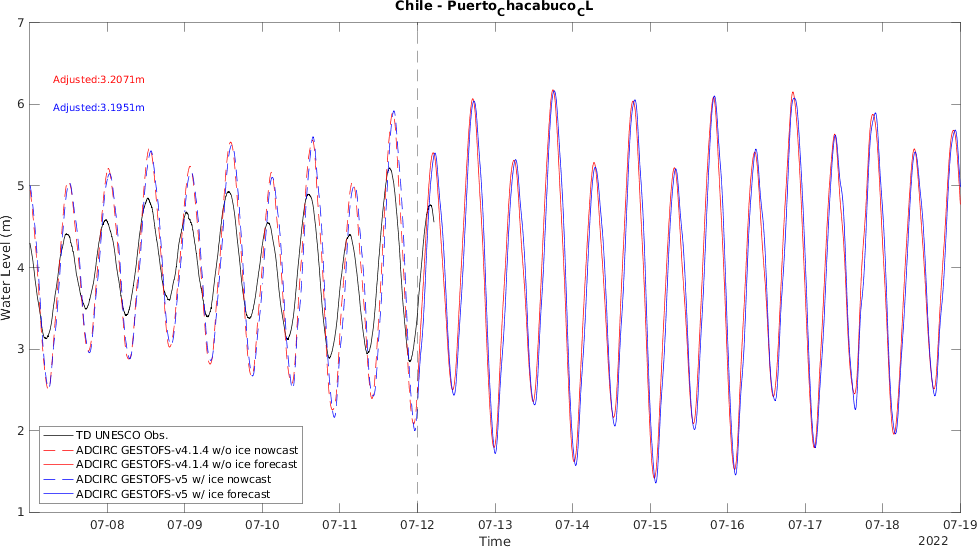 Chile - PuertoChacabucoCL
7
6
5
4
3
2
1
Water Level (m)
Adjusted:3.2071m
Adjusted:3.1951m
TD UNESCO Obs.
ADCIRC GESTOFS-v4.1.4 w/o ice nowcast
ADCIRC GESTOFS-v4.1.4 w/o ice forecast
ADCIRC GESTOFS-v5 w/ ice nowcast
ADCIRC GESTOFS-v5 w/ ice forecast
07-08 07-09 07-10 07-11 07-12 07-13 07-14 07-15 07-16 07-17 07-18 07-19
Time
2022